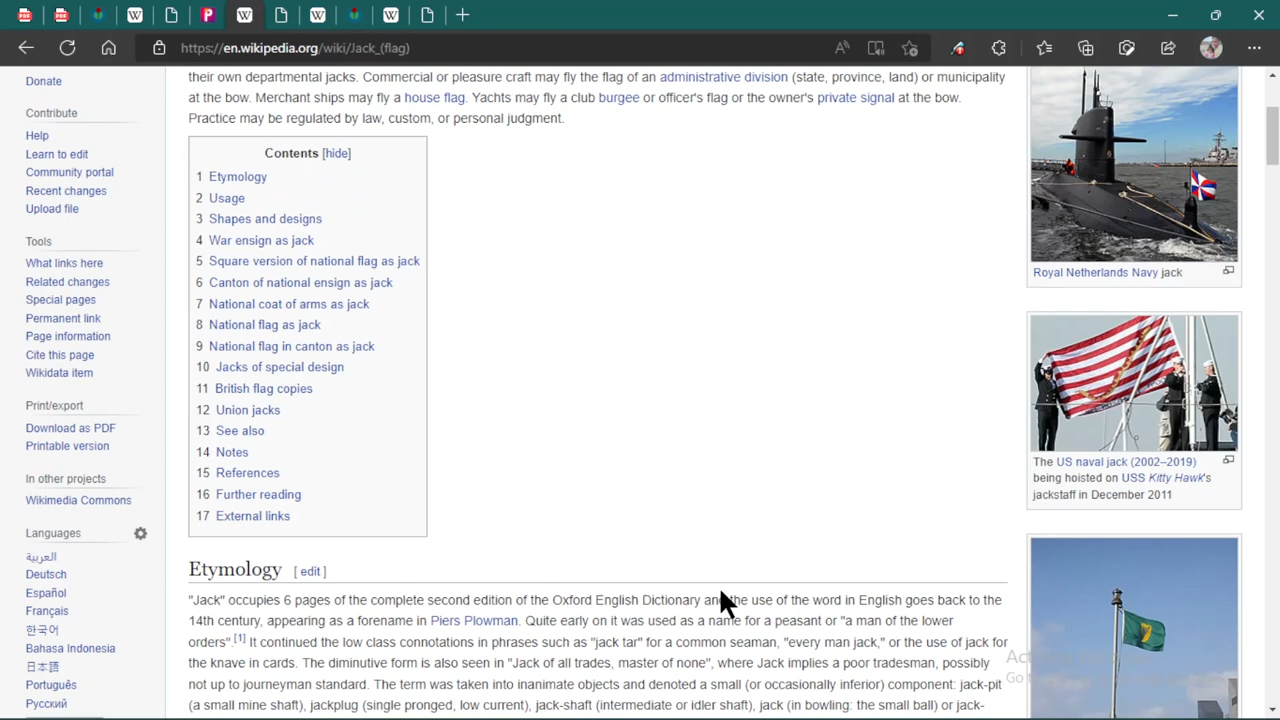 https://en.wikipedia.org/wiki/Jack_(flag)
Donate
Contribute
Help
Learn to edit
Community portal
Recent changes
Upload file
Tools
What links here
Related changes
Special pages
Permanent link
Page information
Cite this page
Wikidata item
Print/export
Download as PDF
Printable version
In other projects
Wikimedia Commons
Languages
العربية
Deutsch
Español
Français
한국어
Bahasa Indonesia
日本語
Português
Русский
their own departmental jacks. Commercial or pleasure craft may fly the flag of an administrative division (state, province, land) or municipality
at the bow. Merchant ships may fly a house flag. Yachts may fly a club burgee or officer's flag or the owner's private signal at the bow.
Practice may be regulated by law, custom, or personal judgment.
Contents [hide]
1 Etymology
2 Usage
3 Shapes and designs
4 War ensign as jack
5 Square version of national flag as jack
6 Canton of national ensign as jack
7 National coat of arms as jack
8 National flag as jack
9 National flag in canton as jack
10 Jacks of special design
11 British flag copies
12 Union jacks
13 See also
14 Notes
15 References
16 Further reading
17 External links
Etymology [ edit ]
"Jack" occupies 6 pages of the complete second edition of the Oxford English Dictionary and the use of the word in English goes back to the
14th century, appearing as a forename in Piers Plowman. Quite early on it was used as a name for a peasant or "a man of the lower
orders".[1] It continued the low class connotations in phrases such as "jack tar" for a common seaman, "every man jack," or the use of jack for
the knave in cards. The diminutive form is also seen in "Jack of all trades, master of none", where Jack implies a poor tradesman, possibly
not up to journeyman standard. The term was taken into inanimate objects and denoted a small (or occasionally inferior) component: jack-pit
(a small mine shaft), jackplug (single pronged, low current), jack-shaft (intermediate or idler shaft), jack (in bowling: the small ball) or jack-
Royal Netherlands Navy jack
The US naval jack (2002–2019)
being hoisted on USS Kitty Hawk's
jackstaff in December 2011